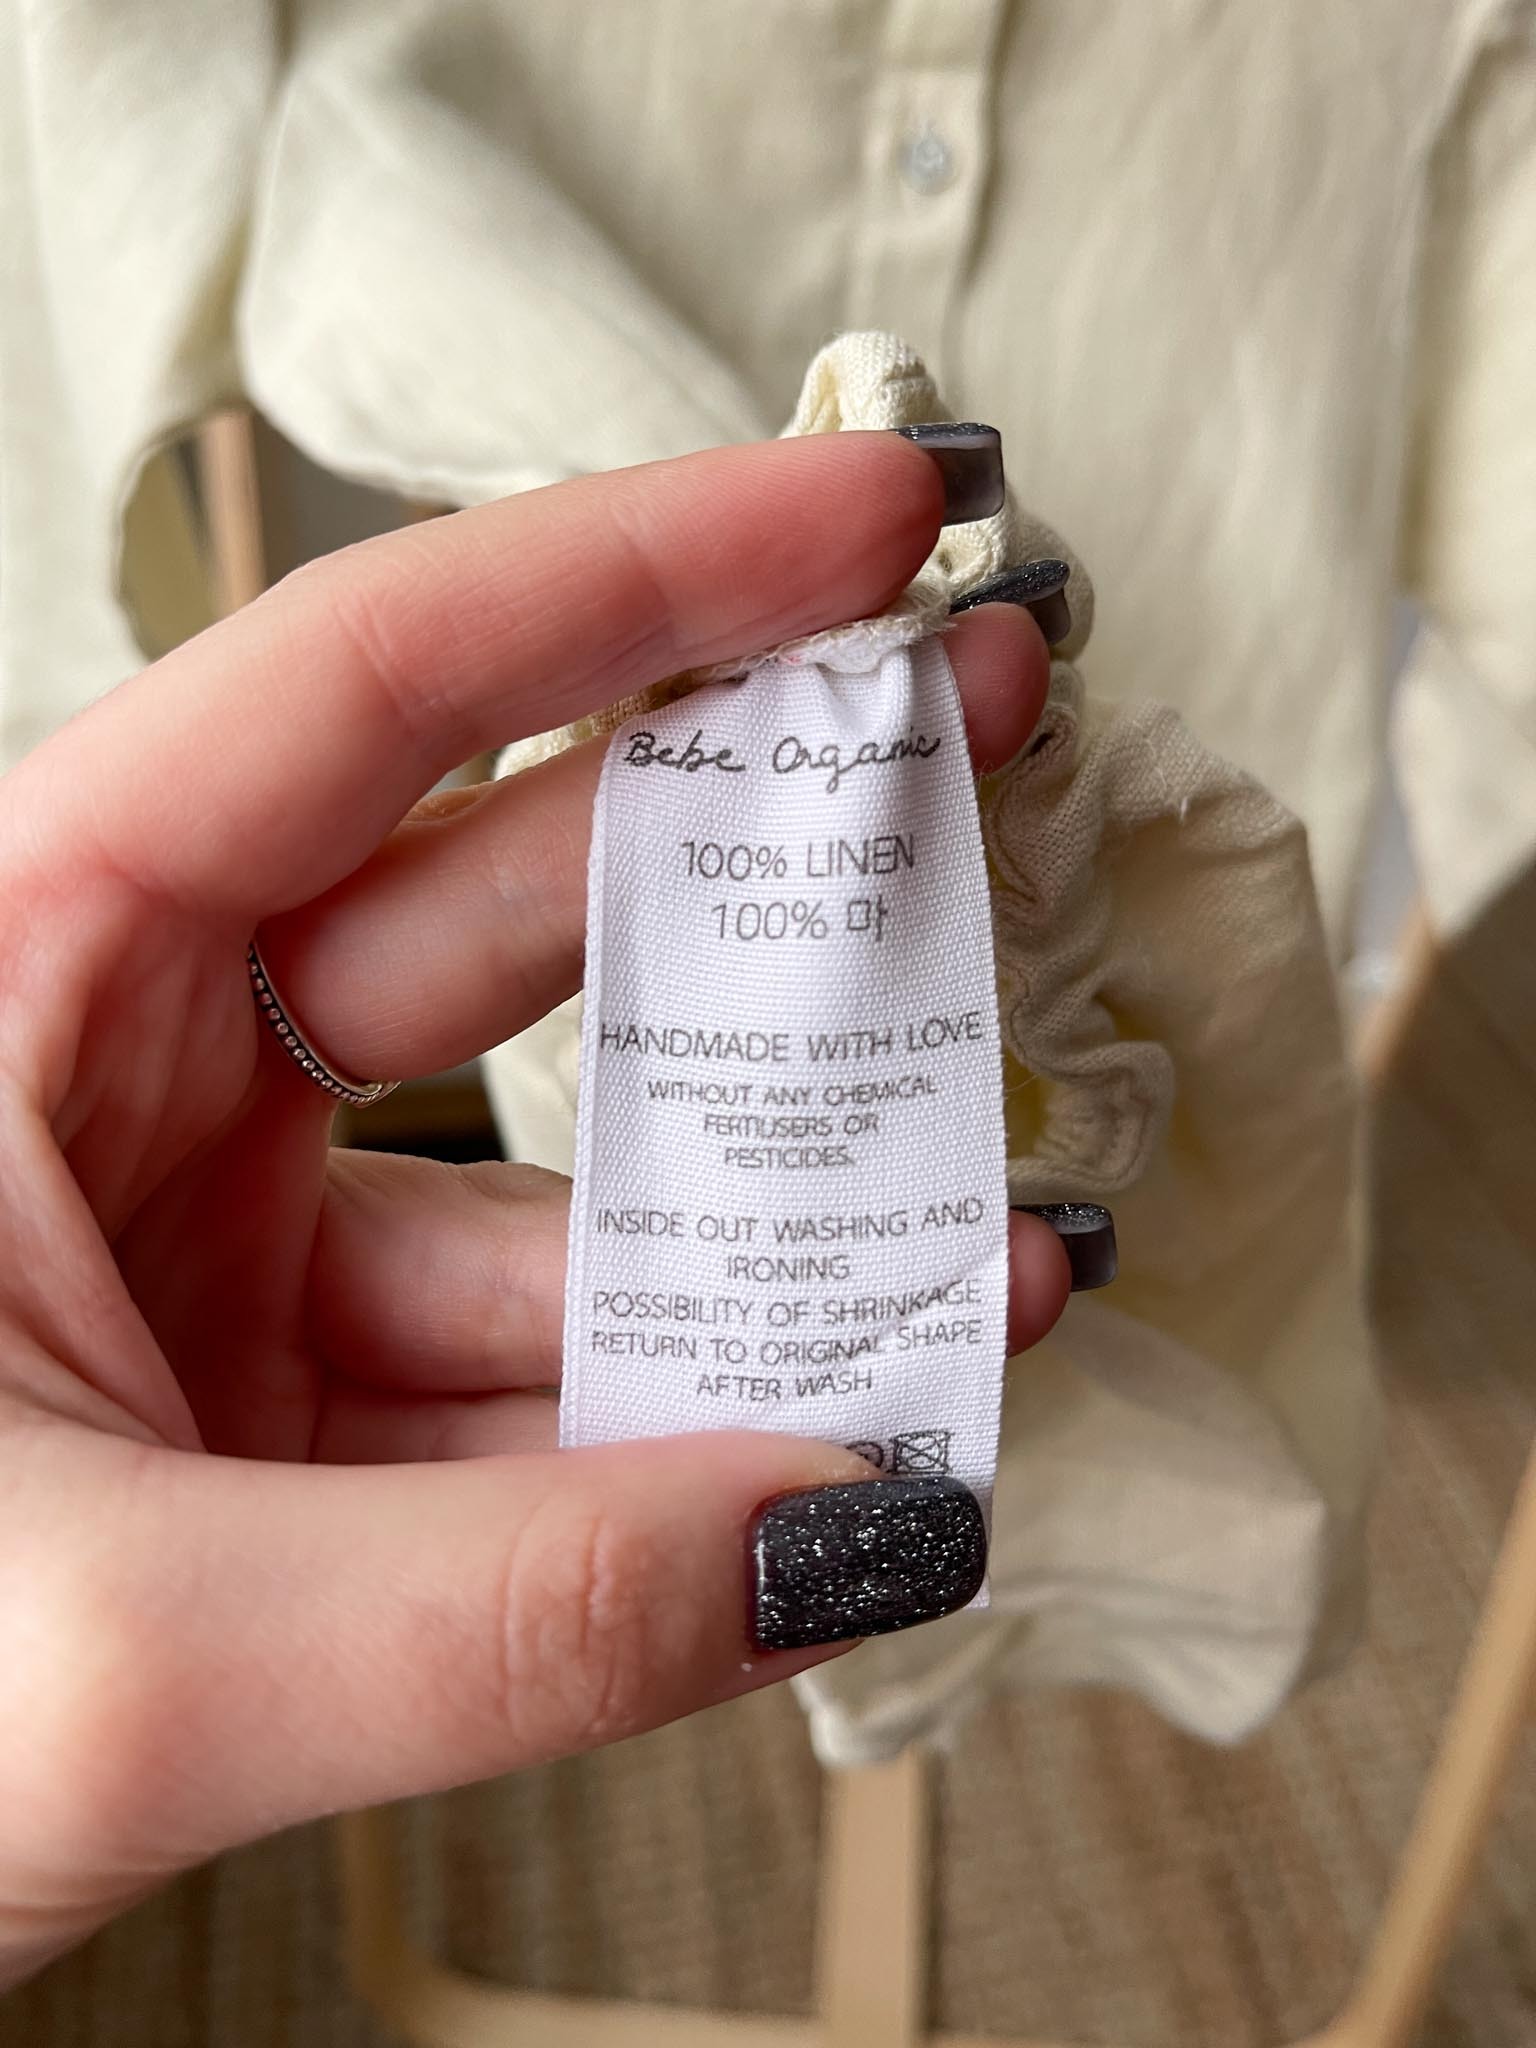 Bebe Organic
100% LINEN
100% 마
HANDMADE WITH LOVE
WITHOUT ANY CHEMICAL
FERTILISERS OR
PESTICIDES.
INSIDE OUT WASHING AND
IRONING
POSSIBILITY OF SHRINKAGE
RETURN TO ORIGINAL SHAPE
AFTER WASH